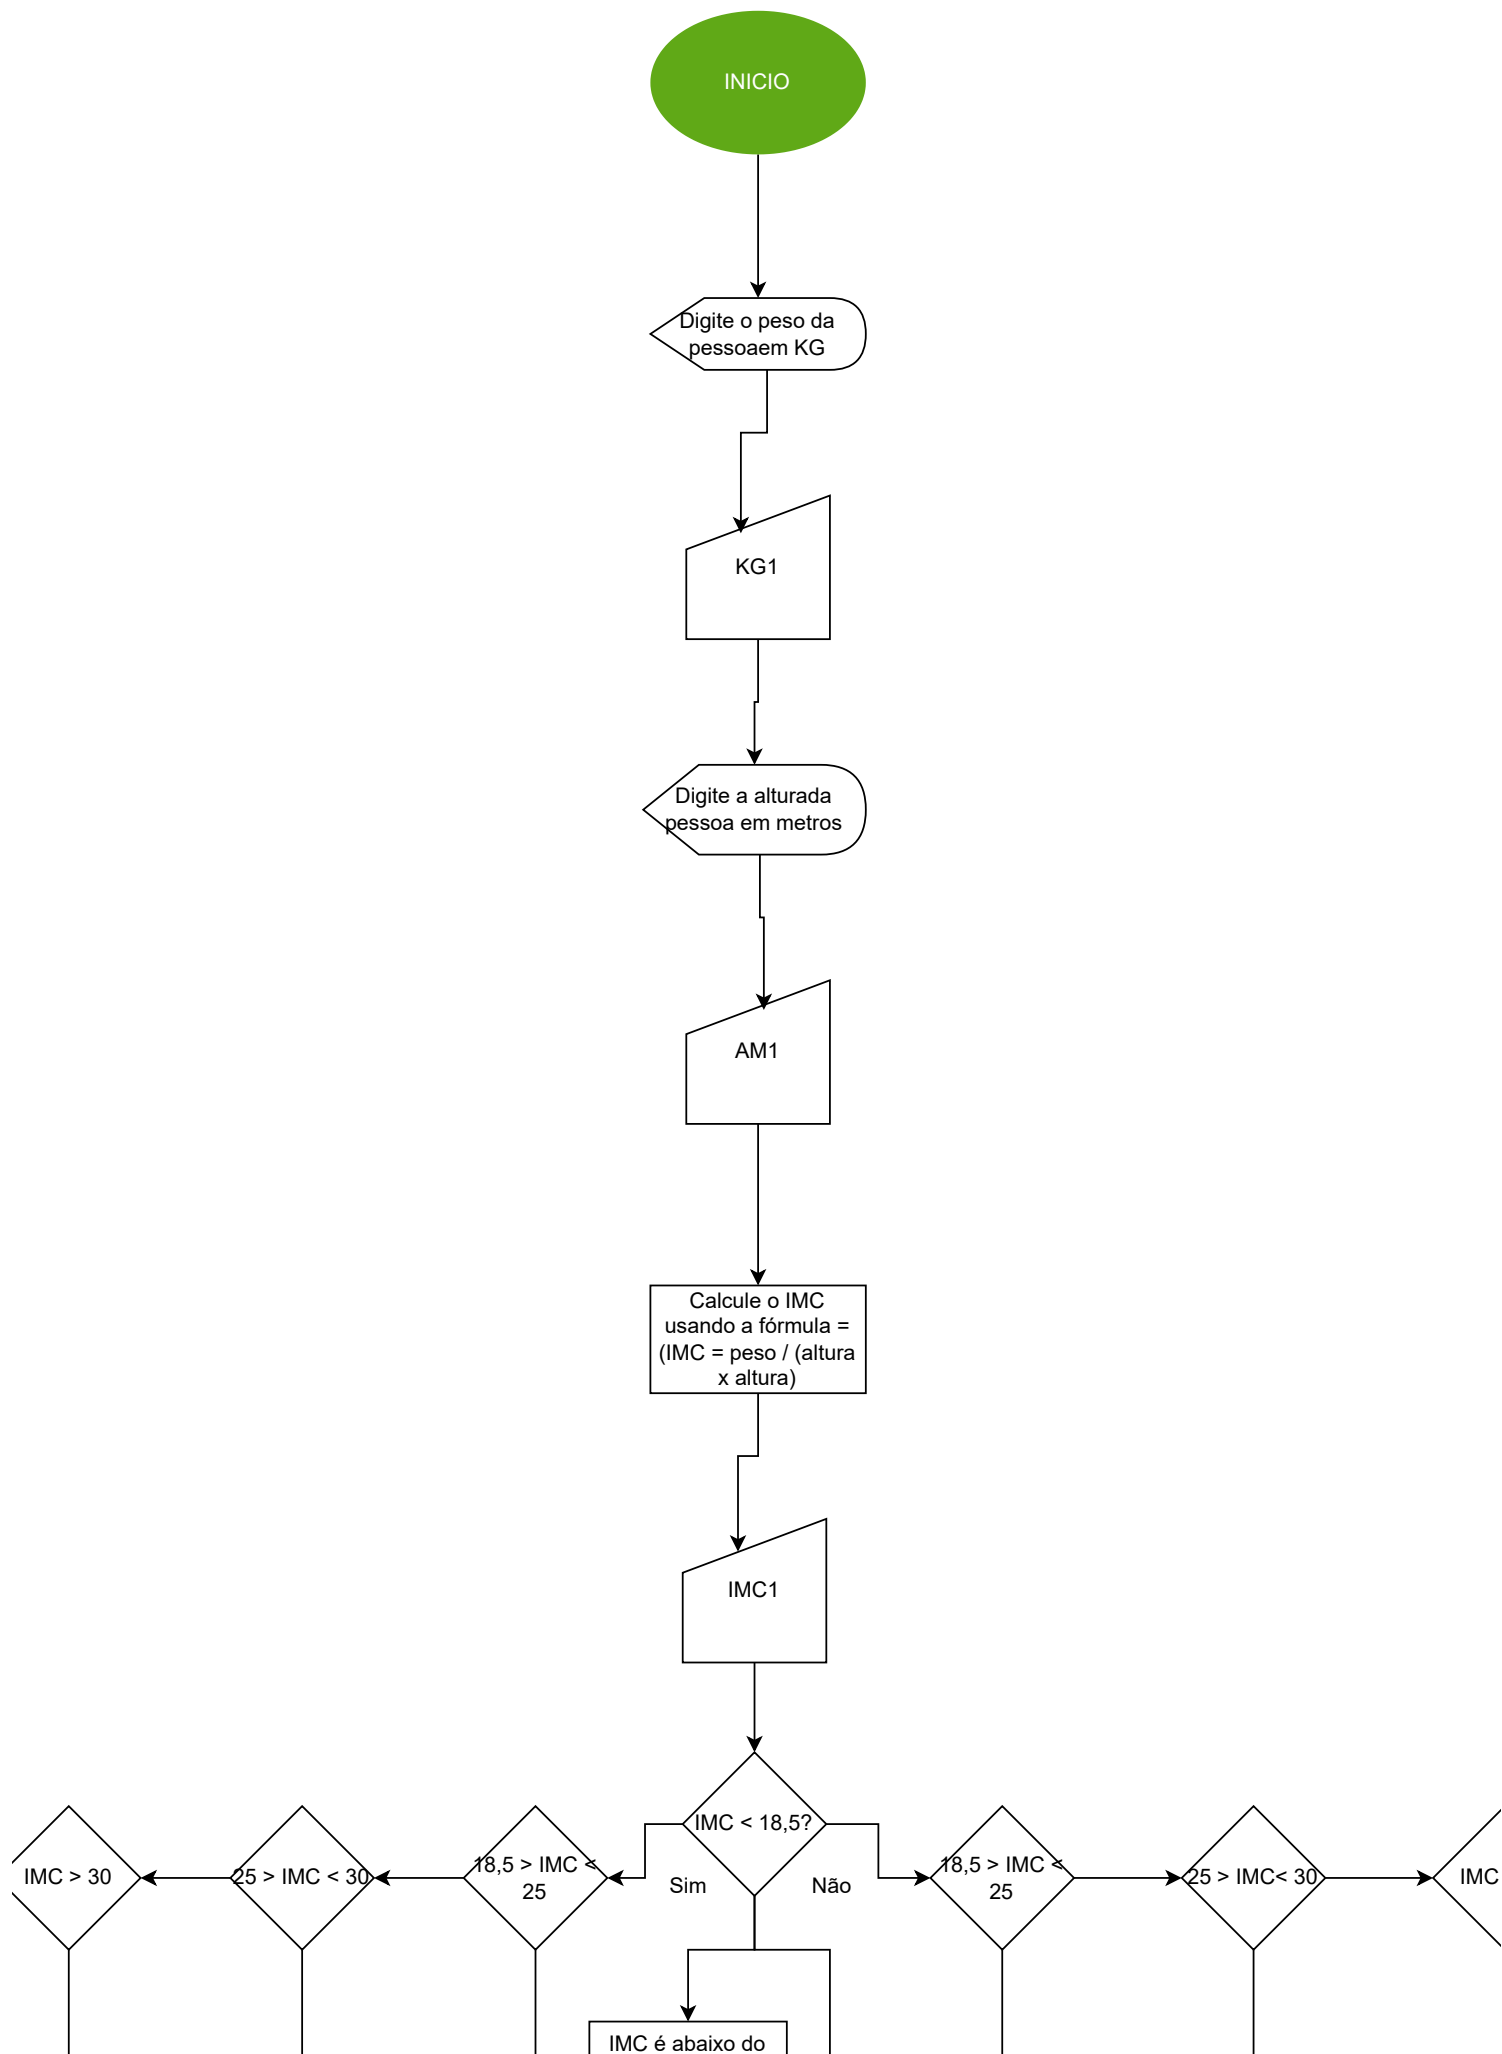 INICIO
Digite o peso da
pessoaem KG
KG1
Digite a alturada
pessoa em metros
AM1
Calcule o IMC
usando a fórmula =
(IMC = peso / (altura
x altura)
IMC1
IMC < 18,5?
IMC > 30
25 > IMC < 30
18,5 > IMC <
25
Sim
Não
18,5 > IMC <
25
25 > IMC< 30
IMC
IMC é abaixo do